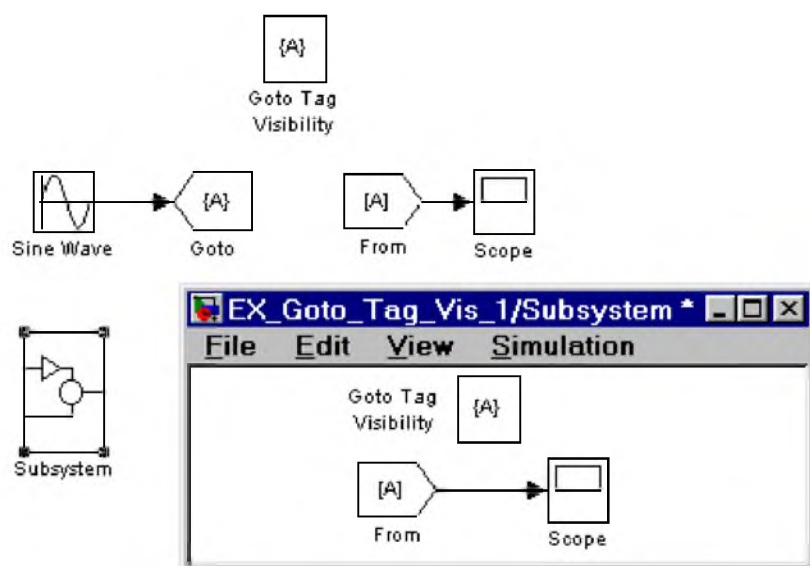 {A}
Goto Tag
Visibility
{A}
[A]
Sine Wave
Goto
From
Scope
EX_Goto_Tag_Vis_1/Subsystem *
File Edit View Simulation
Goto Tag
Visibility
{A}
[A]
From
Scope
Subsystem